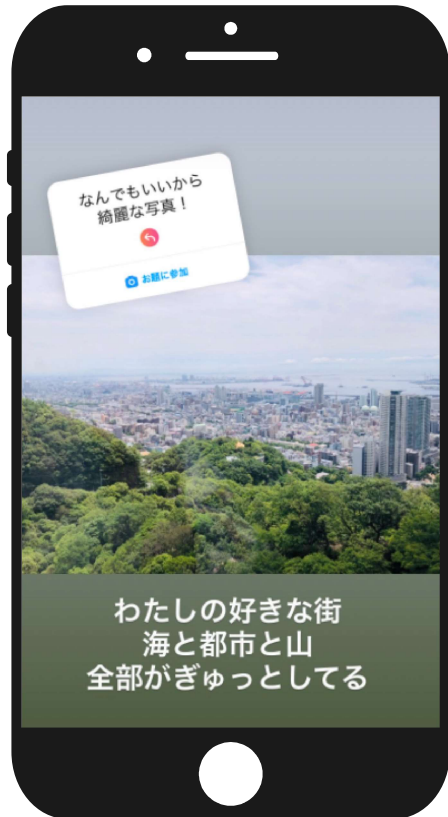 なんでもいいから
綺麗な写真！
お題に参加
わたしの好きな街
海と都市と山
全部がぎゅっとしてる